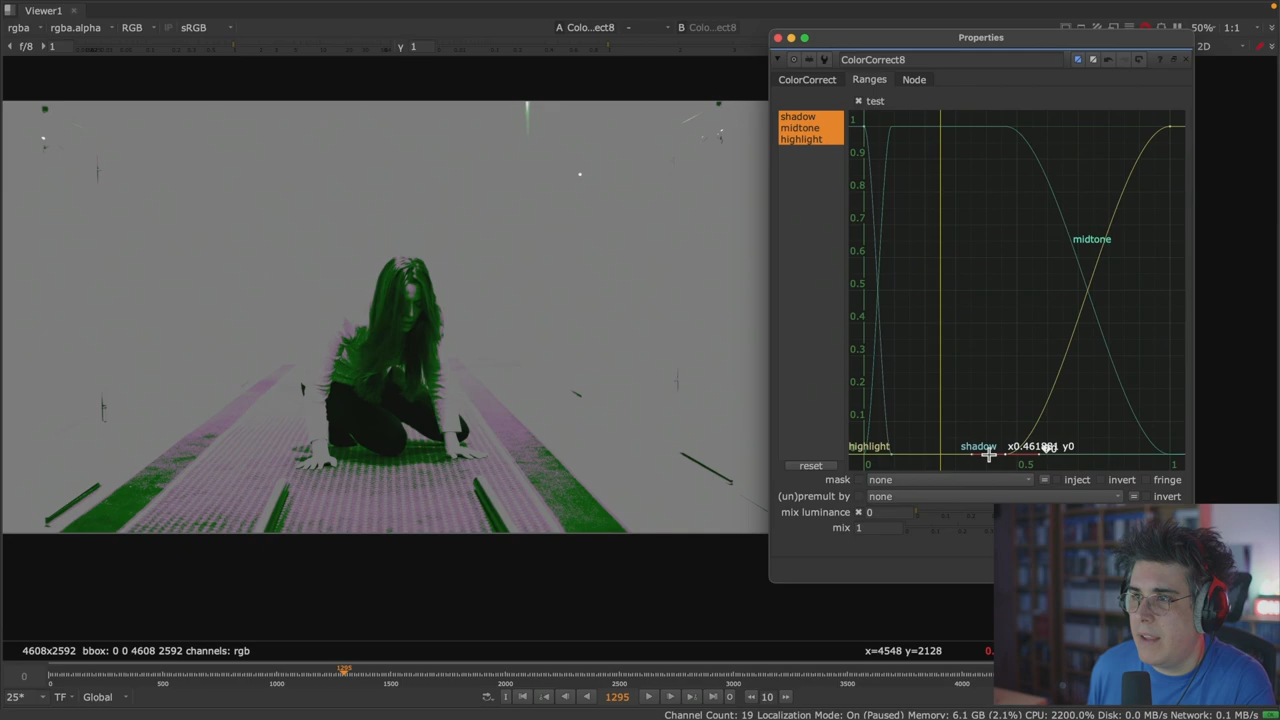 Viewer1
rgba rgba.alpha RGB IP sRGB A Colo...ect8 - B Colo...ect8 50% 1:1
f/8 1 γ 1 2D
Properties
ColorCorrect8
ColorCorrect Ranges Node
test
shadow
midtone
highlight
1
0.9
0.8
0.7
0.6
0.5
0.4
0.3
0.2
0.1
midtone
highlight shadow y0
0 0.5 1
reset
mask none = inject invert fringe
(un)premult by none = invert
mix luminance 0
mix 1
4608x2592 bbox: 0 0 4608 2592 channels: rgb x=4548 y=2128 0.
0 1295
0 500 1000 1500 2000 2500 3000 3500 4000
25* TF Global I 1295 O 10
Channel Count: 19 Localization Mode: On (Paused) Memory: 6.1 GB (2.1%) CPU: 2200.0% Disk: 0.0 MB/s Network: 0.1 MB/s